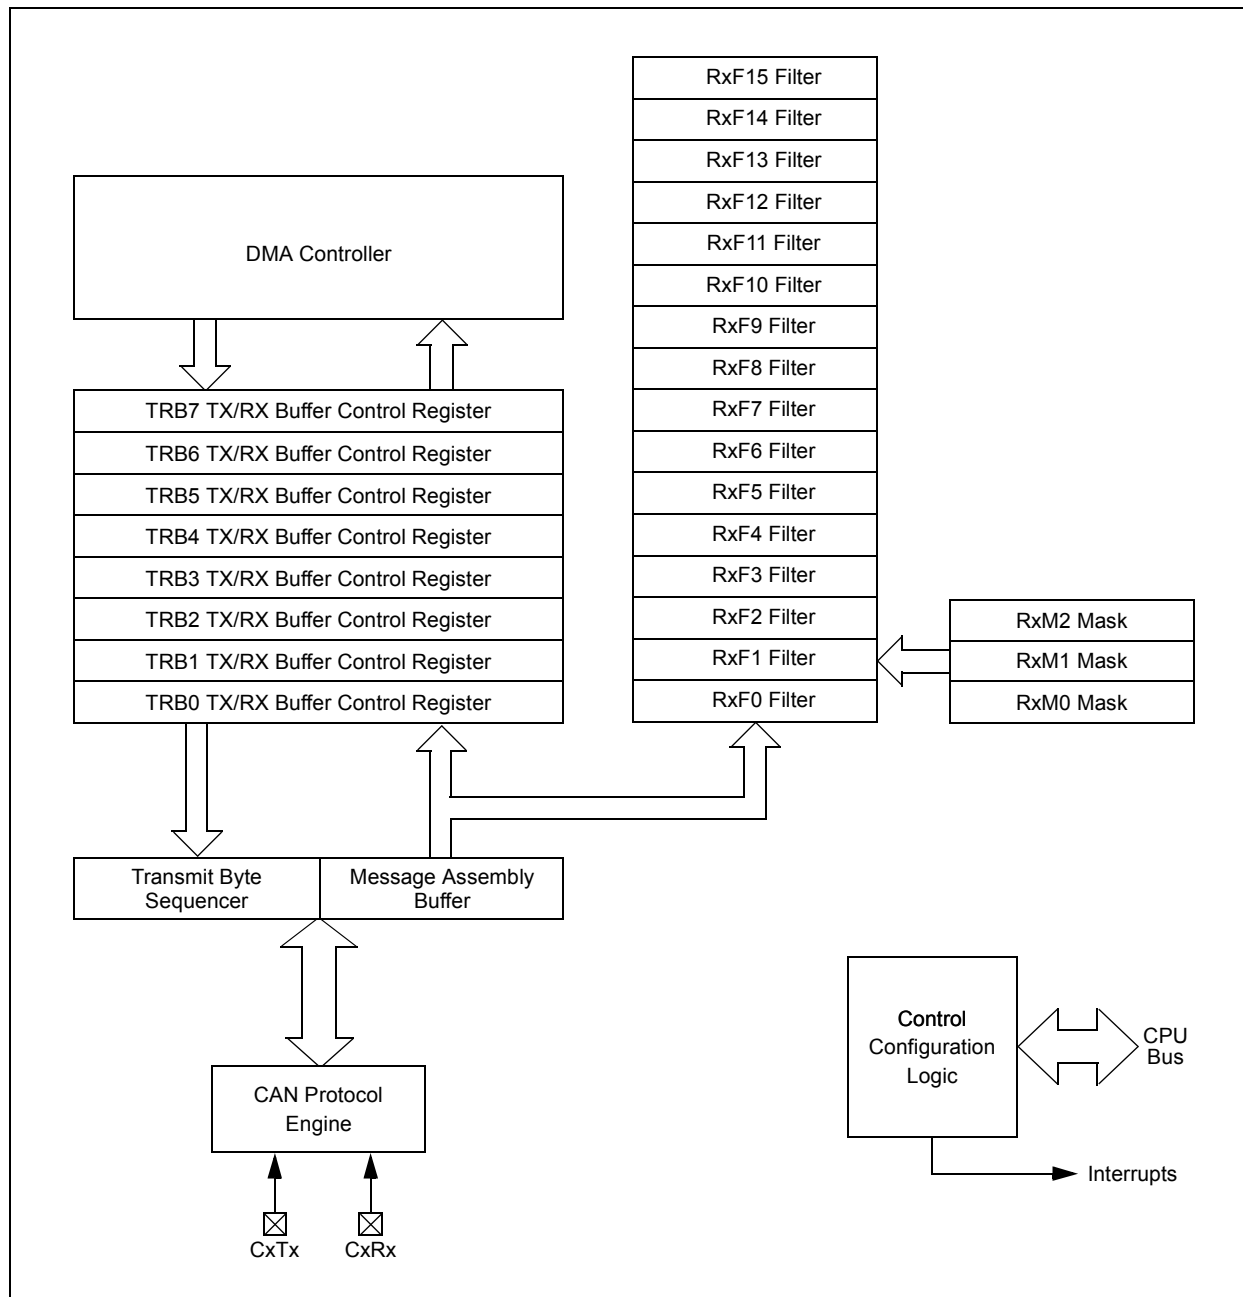 RxF15 Filter
RxF14 Filter
RxF13 Filter
RxF12 Filter
RxF11 Filter
RxF10 Filter
RxF9 Filter
RxF8 Filter
RxF7 Filter
RxF6 Filter
RxF5 Filter
RxF4 Filter
RxF3 Filter
RxF2 Filter
RxF1 Filter
RxF0 Filter
DMA Controller
TRB7 TX/RX Buffer Control Register
TRB6 TX/RX Buffer Control Register
TRB5 TX/RX Buffer Control Register
TRB4 TX/RX Buffer Control Register
TRB3 TX/RX Buffer Control Register
TRB2 TX/RX Buffer Control Register
TRB1 TX/RX Buffer Control Register
TRB0 TX/RX Buffer Control Register
RxM2 Mask
RxM1 Mask
RxM0 Mask
Transmit Byte
Sequencer
Message Assembly
Buffer
Control
Configuration
Logic
CPU
Bus
CAN Protocol
Engine
Interrupts
CxTx
CxRx